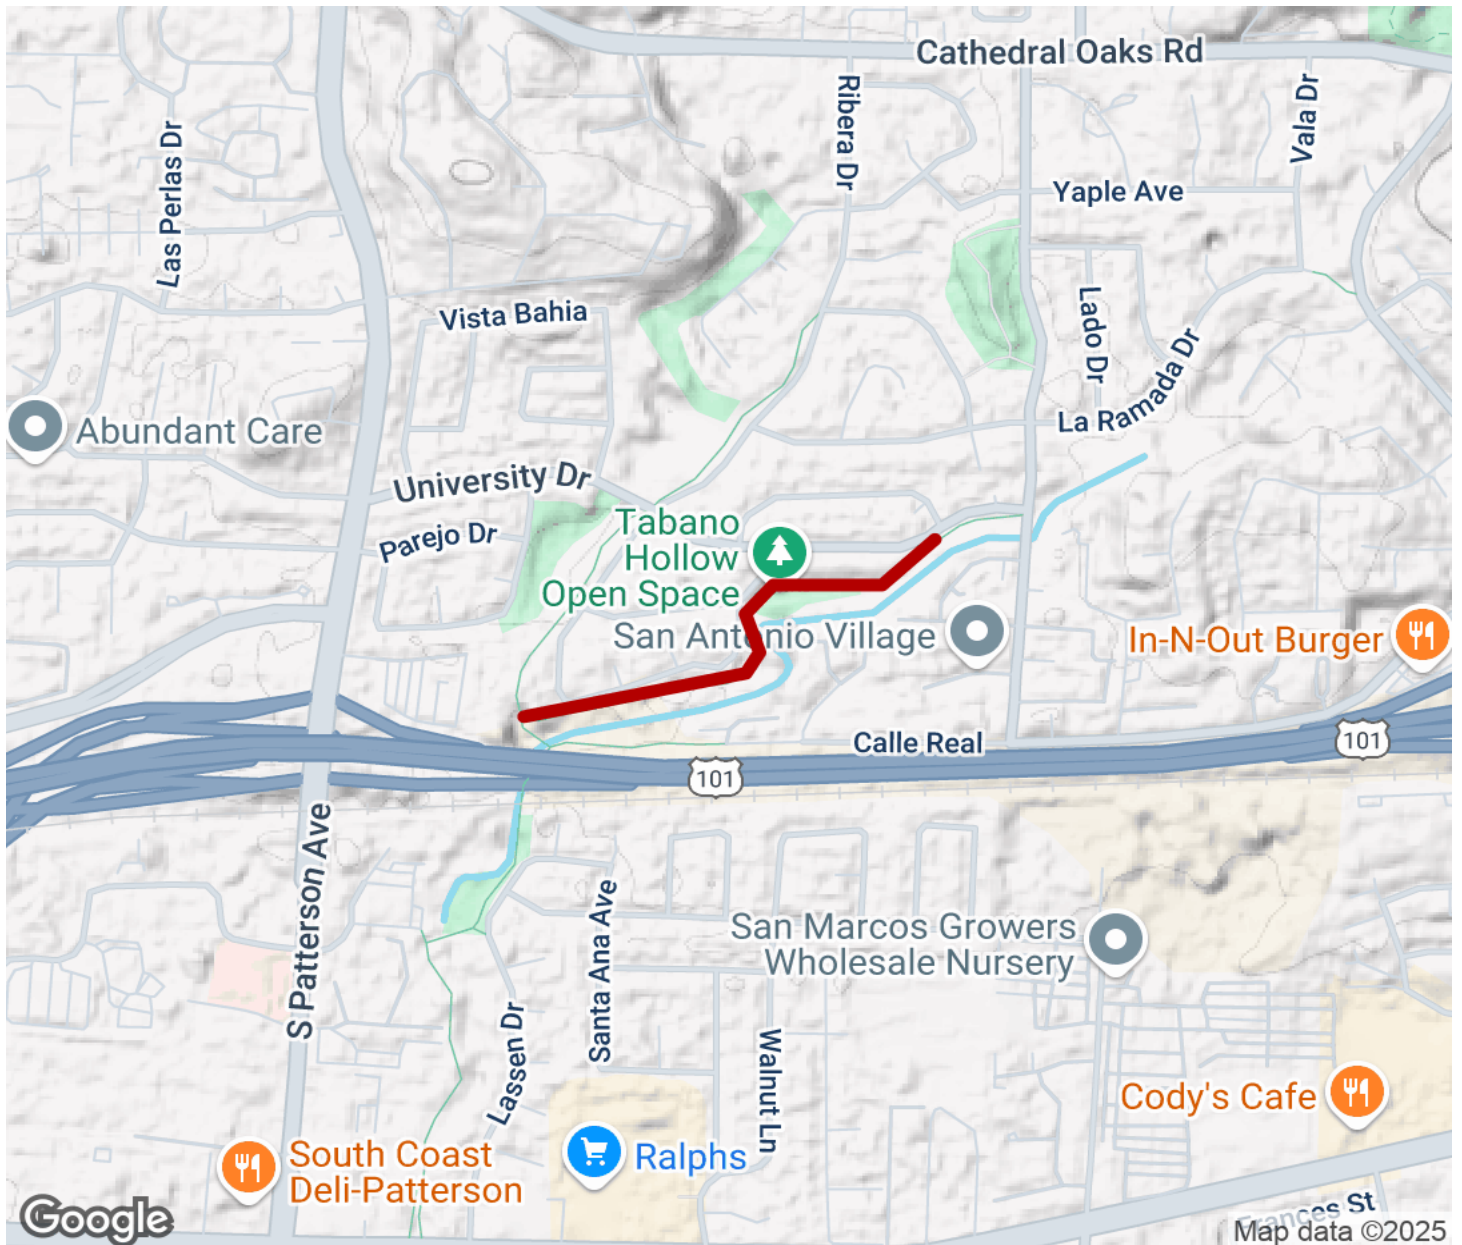 Cathedral Oaks Rd
Ribera Dr
Vala Dr
Las Perlas Dr
Yaple Ave
Vista Bahia
Lado Dr
La Ramada Dr
Abundant Care
University Dr
Parejo Dr
Tabano
Hollow
Open Space
San Antonio Village
In-N-Out Burger
Calle Real
101
101
S Patterson Ave
Santa Ana Ave
San Marcos Growers
Wholesale Nursery
Lassen Dr
Walnut Ln
Cody's Cafe
South Coast
Deli-Patterson
Ralphs
Frances St
Google
Map data ©2025